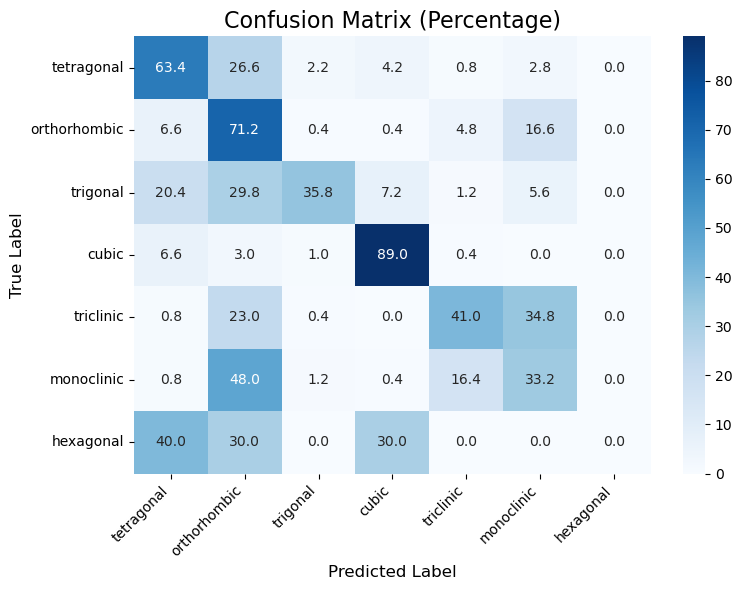 Confusion Matrix (Percentage)
True Label
tetragonal 63.4 26.6 2.2 4.2 0.8 2.8 0.0
orthorhombic 6.6 71.2 0.4 0.4 4.8 16.6 0.0
trigonal 20.4 29.8 35.8 7.2 1.2 5.6 0.0
cubic 6.6 3.0 1.0 89.0 0.4 0.0 0.0
triclinic 0.8 23.0 0.4 0.0 41.0 34.8 0.0
monoclinic 0.8 48.0 1.2 0.4 16.4 33.2 0.0
hexagonal 40.0 30.0 0.0 30.0 0.0 0.0 0.0
tetragonal orthorhombic trigonal cubic triclinic monoclinic hexagonal
Predicted Label
80
70
60
50
40
30
20
10
0